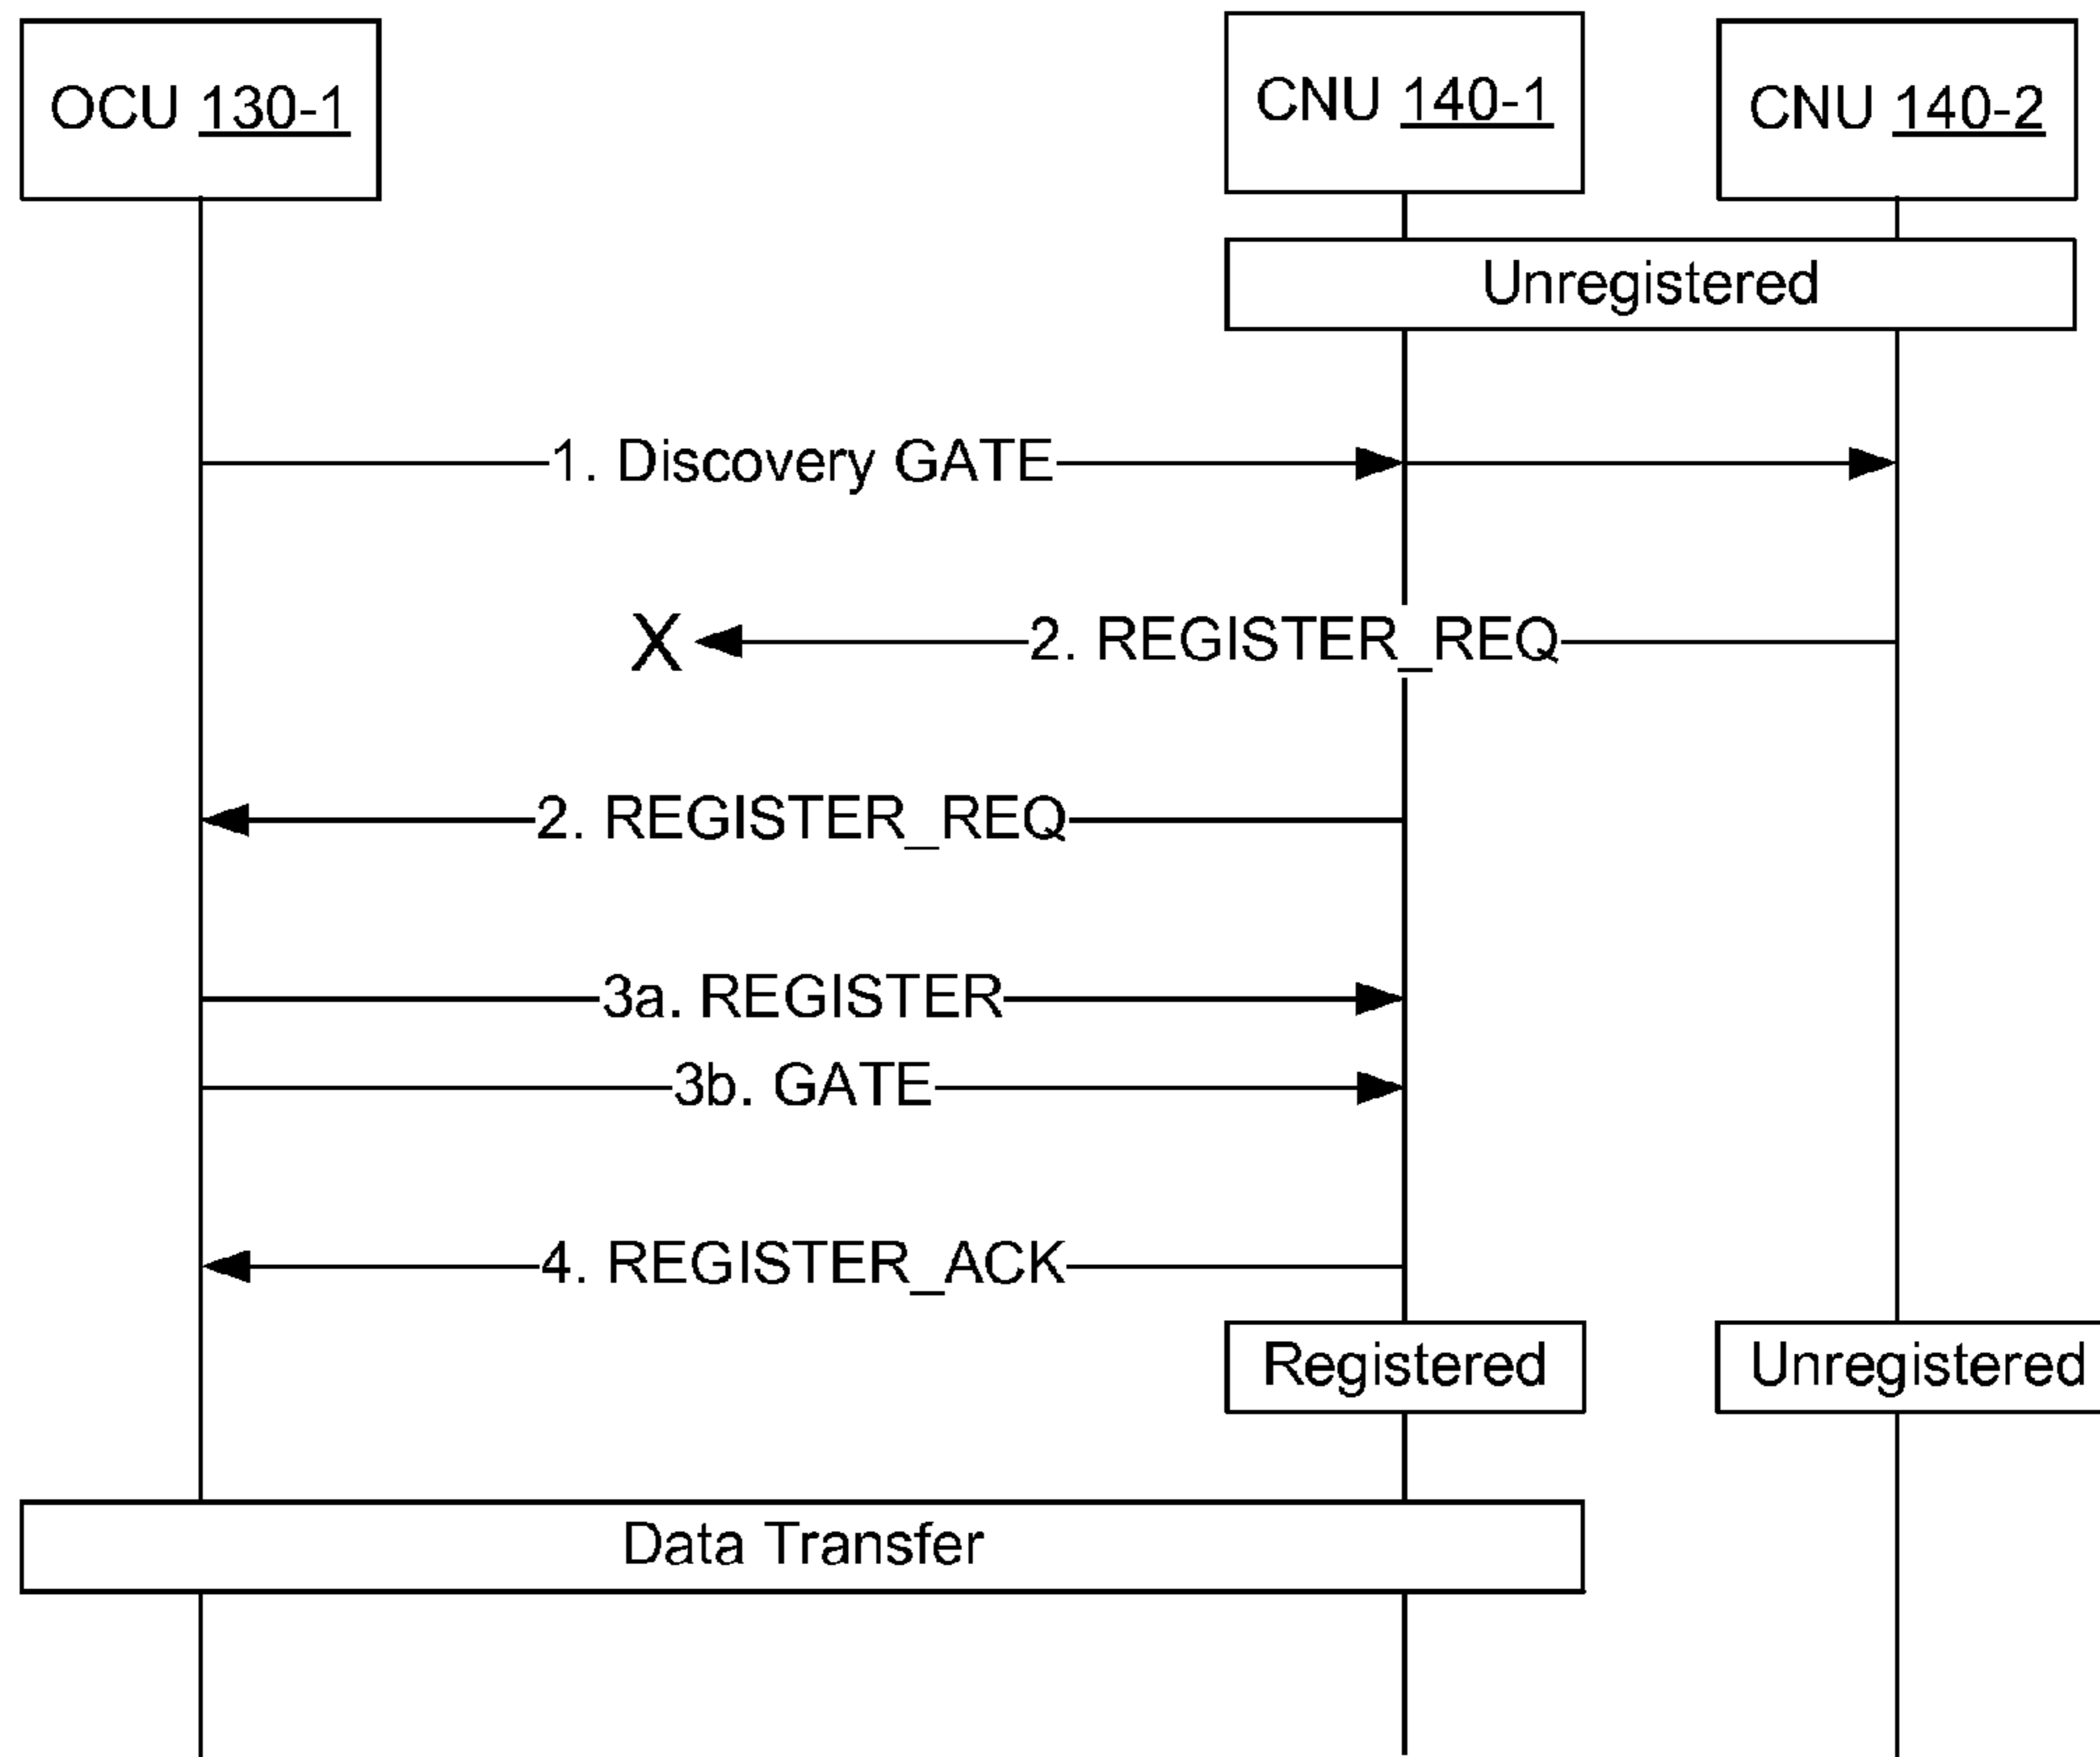 OCU 130-1
CNU 140-1
CNU 140-2
Unregistered
1. Discovery GATE
X
2. REGISTER_REQ
2. REGISTER_REQ
3a. REGISTER
3b. GATE
4. REGISTER_ACK
Registered
Unregistered
Data Transfer